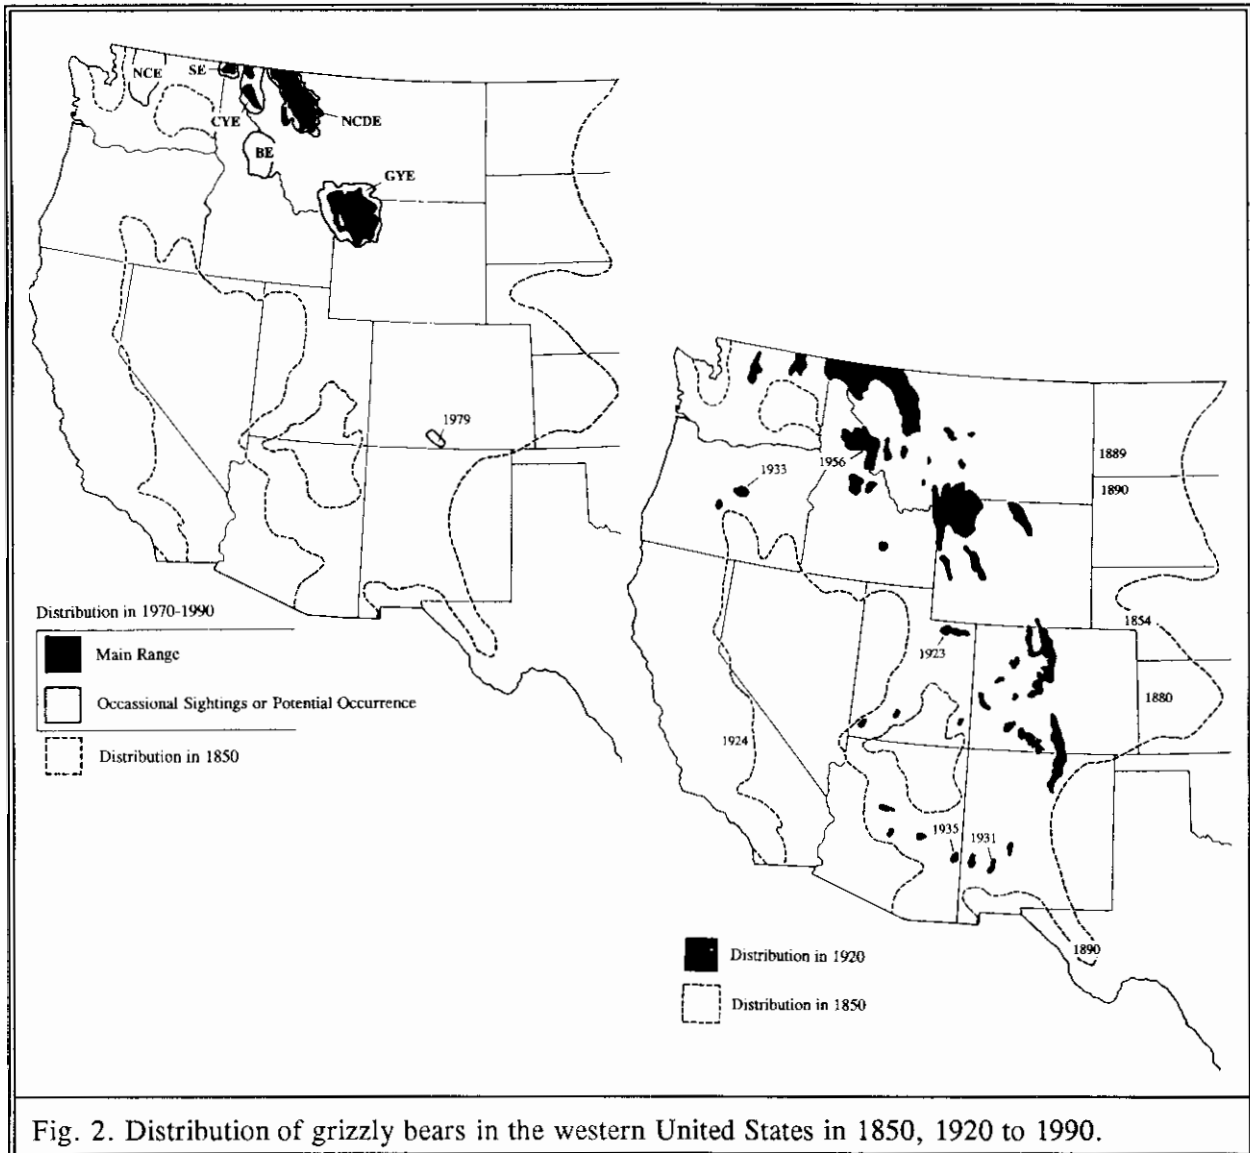 NCE
SE
CYE
NCDE
BE
GYE
1979
Distribution in 1970-1990
Main Range
Occassional Sightings or Potential Occurrence
Distribution in 1850
1889
1956
1933
1890
1854
1923
1880
1924
1935
1931
1890
Distribution in 1920
Distribution in 1850
Fig. 2. Distribution of grizzly bears in the western United States in 1850, 1920 to 1990.